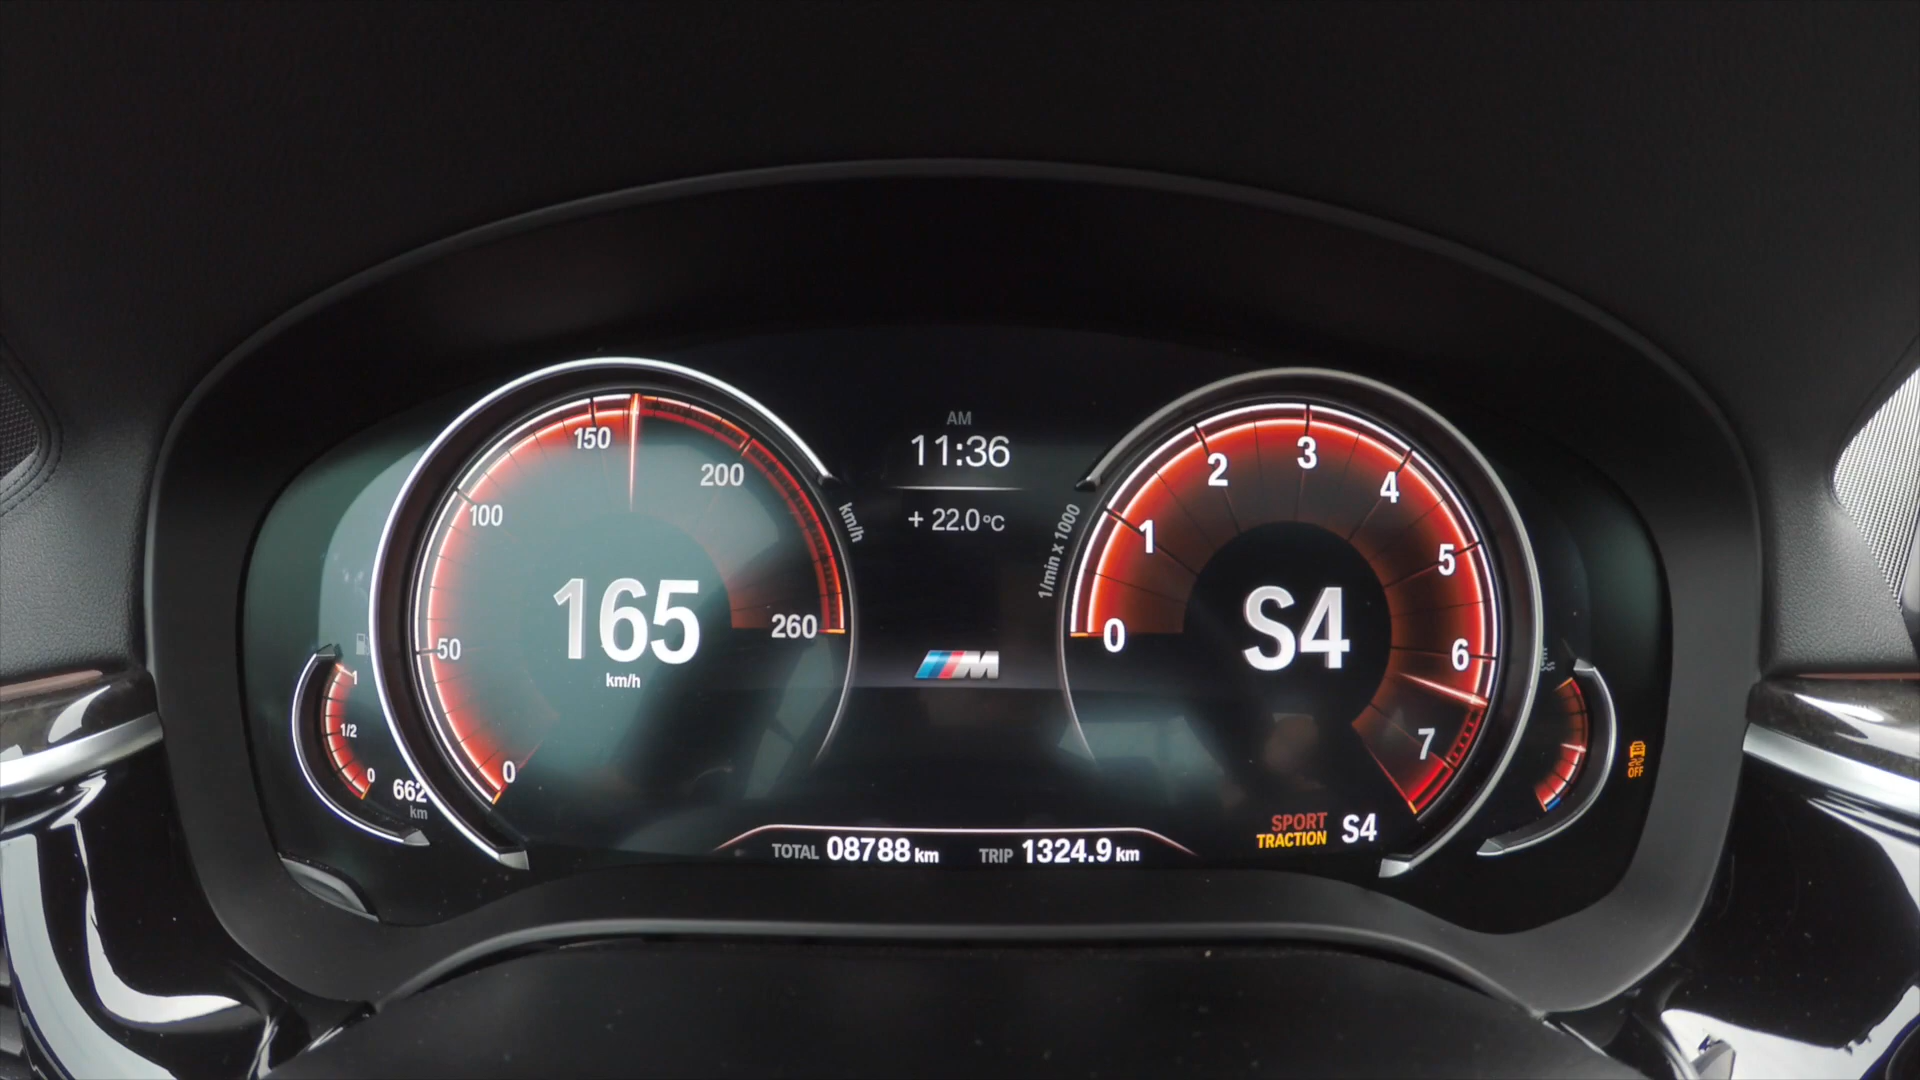 AM
11:36
+ 22.0°C
150
200
100
50
0
260
km/h
165
km/h
1
1/2
0
662
km
M
1/min x 1000
0
1
2
3
4
5
6
7
S4
SPORT
TRACTION
S4
OFF
TOTAL 08788 km TRIP 1324.9 km